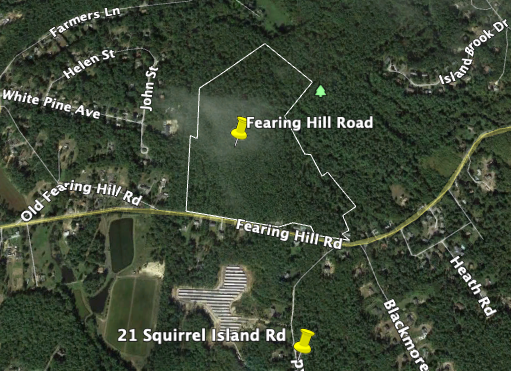 Farmers Ln
Helen St
John St
Island
Brook Dr
White Pine Ave
Fearing Hill Road
Old Fearing Hill Rd
Fearing Hill Rd
Heath Rd
21 Squirrel Island Rd
Blackmore